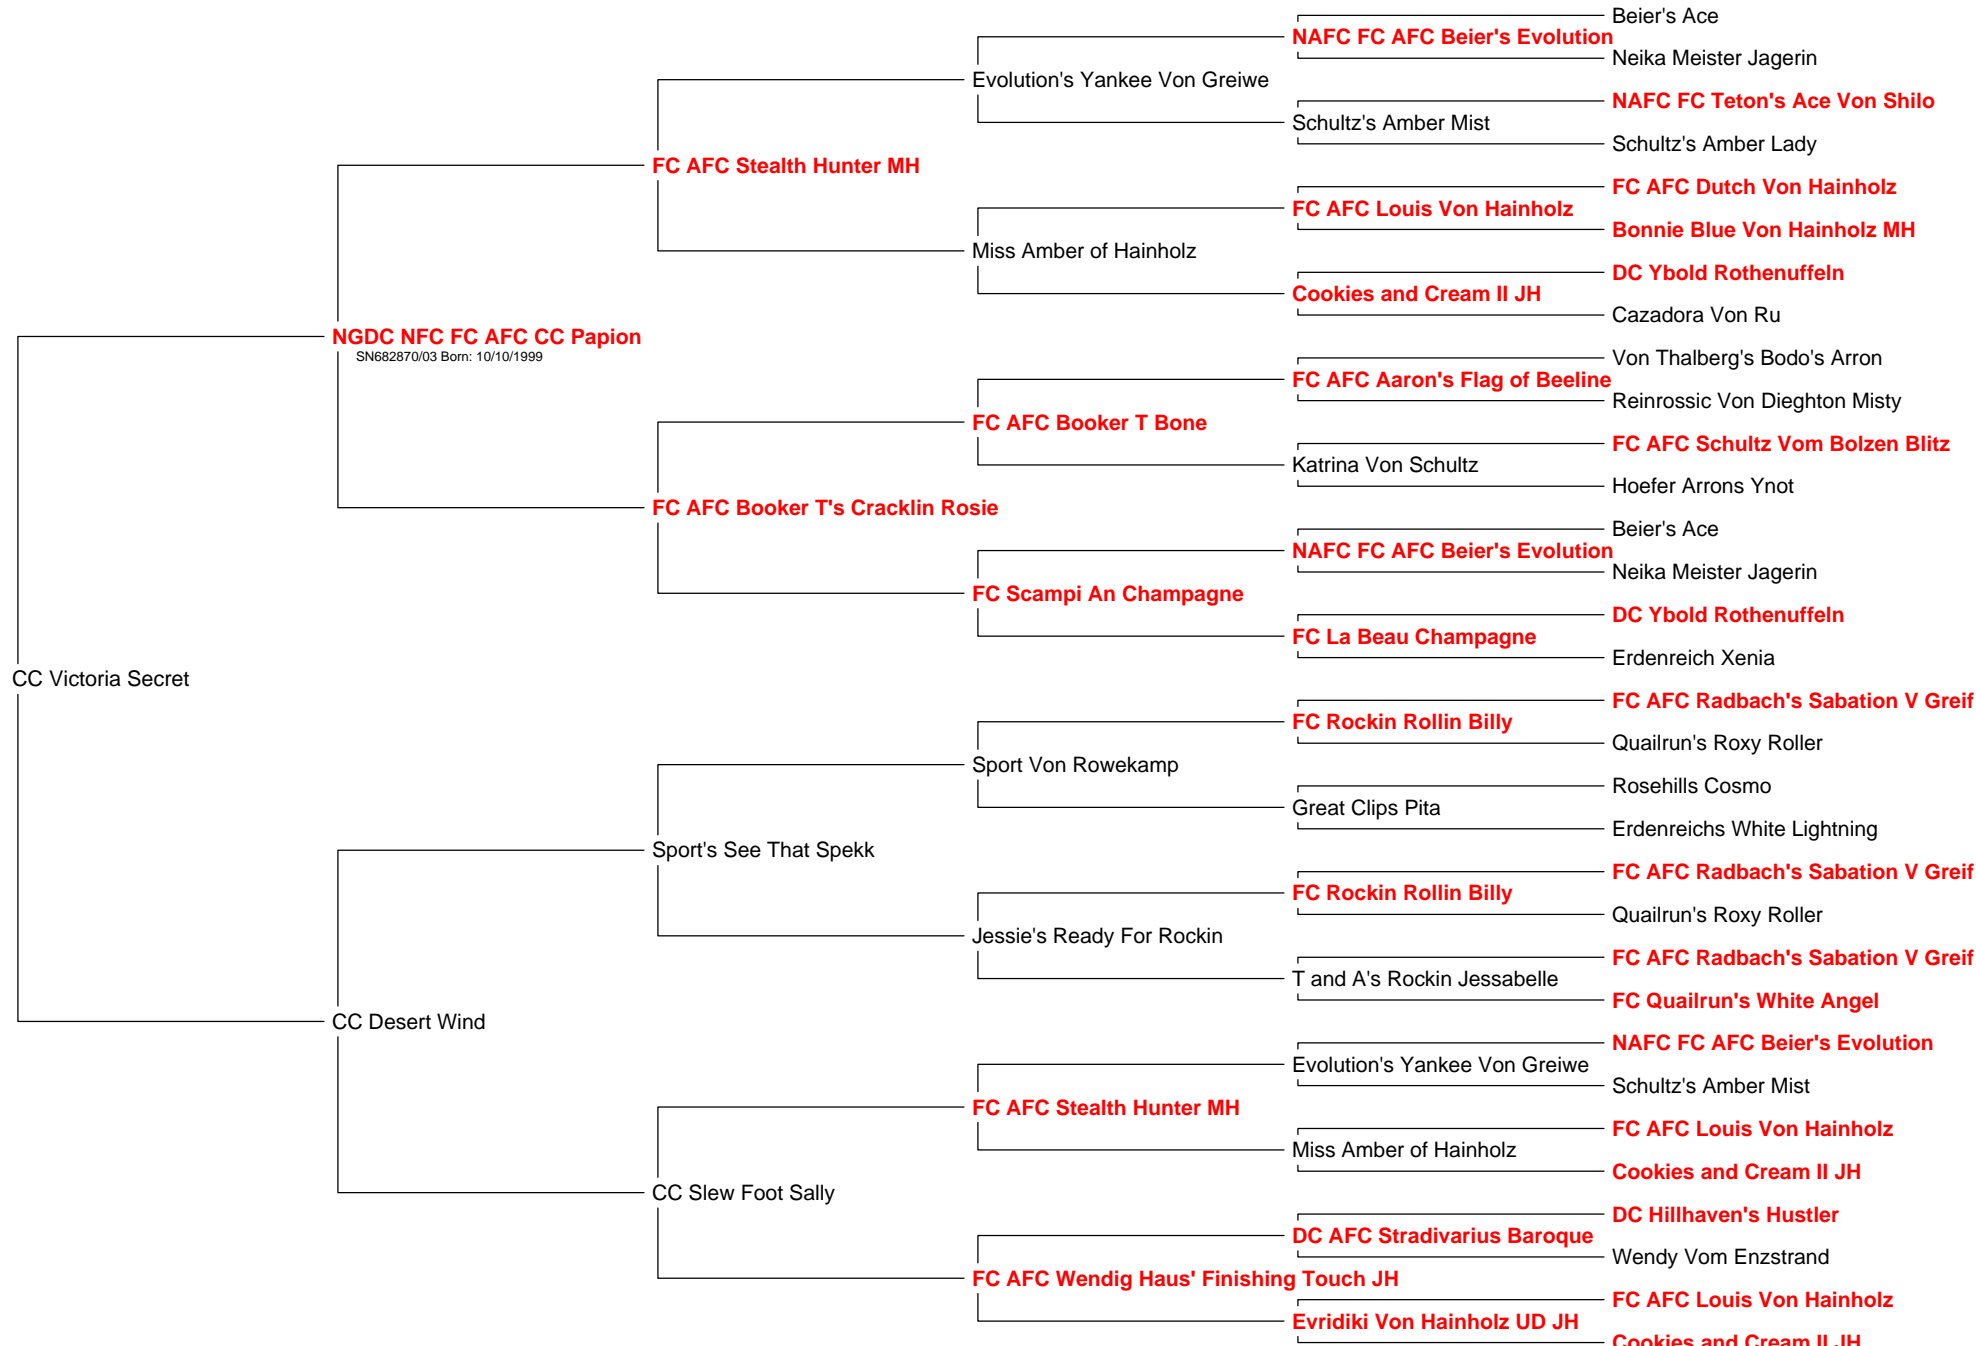 Beier's Ace
NAFC FC AFC Beier's Evolution
Neika Meister Jagerin
Evolution's Yankee Von Greiwe
NAFC FC Teton's Ace Von Shilo
Schultz's Amber Mist
Schultz's Amber Lady
FC AFC Stealth Hunter MH
FC AFC Dutch Von Hainholz
FC AFC Louis Von Hainholz
Bonnie Blue Von Hainholz MH
Miss Amber of Hainholz
DC Ybold Rothenuffeln
Cookies and Cream II JH
Cazadora Von Ru
NGDC NFC FC AFC CC Papion
SN682870/03 Born: 10/10/1999
Von Thalberg's Bodo's Arron
FC AFC Aaron's Flag of Beeline
Reinrossic Von Dieghton Misty
FC AFC Booker T Bone
FC AFC Schultz Vom Bolzen Blitz
Katrina Von Schultz
Hoefer Arrons Ynot
FC AFC Booker T's Cracklin Rosie
Beier's Ace
NAFC FC AFC Beier's Evolution
Neika Meister Jagerin
FC Scampi An Champagne
DC Ybold Rothenuffeln
FC La Beau Champagne
Erdenreich Xenia
CC Victoria Secret
FC AFC Radbach's Sabation V Greif
FC Rockin Rollin Billy
Quailrun's Roxy Roller
Sport Von Rowekamp
Rosehills Cosmo
Great Clips Pita
Erdenreichs White Lightning
Sport's See That Spekk
FC AFC Radbach's Sabation V Greif
FC Rockin Rollin Billy
Quailrun's Roxy Roller
Jessie's Ready For Rockin
FC AFC Radbach's Sabation V Greif
T and A's Rockin Jessabelle
FC Quailrun's White Angel
CC Desert Wind
NAFC FC AFC Beier's Evolution
Evolution's Yankee Von Greiwe
Schultz's Amber Mist
FC AFC Stealth Hunter MH
FC AFC Louis Von Hainholz
Miss Amber of Hainholz
Cookies and Cream II JH
CC Slew Foot Sally
DC Hillhaven's Hustler
DC AFC Stradivarius Baroque
Wendy Vom Enzstrand
FC AFC Wendig Haus' Finishing Touch JH
FC AFC Louis Von Hainholz
Evridiki Von Hainholz UD JH
Cookies and Cream II JH